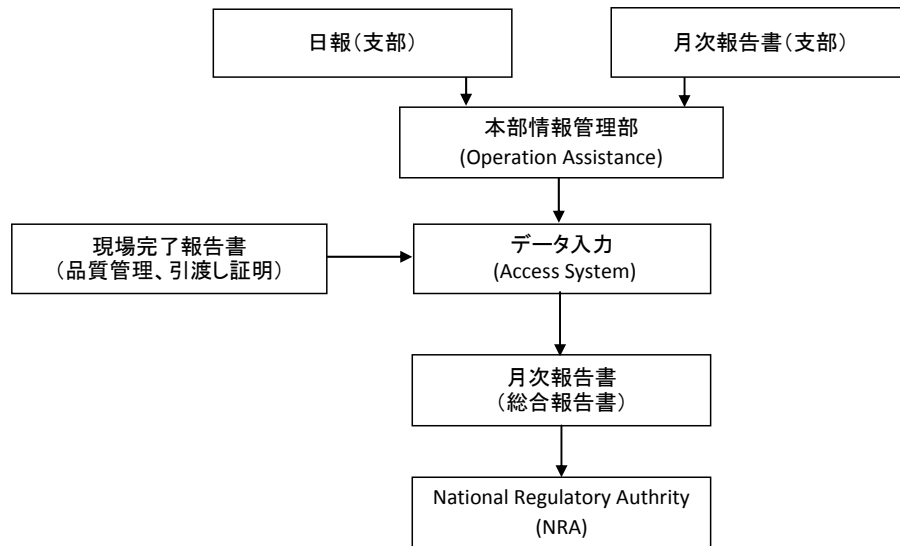 日報(支部)
月次報告書(支部)
本部情報管理部
(Operation Assistance)
現場完了報告書
(品質管理、引渡し証明)
データ入力
(Access System)
月次報告書
(総合報告書)
National Regulatory Authrity
(NRA)